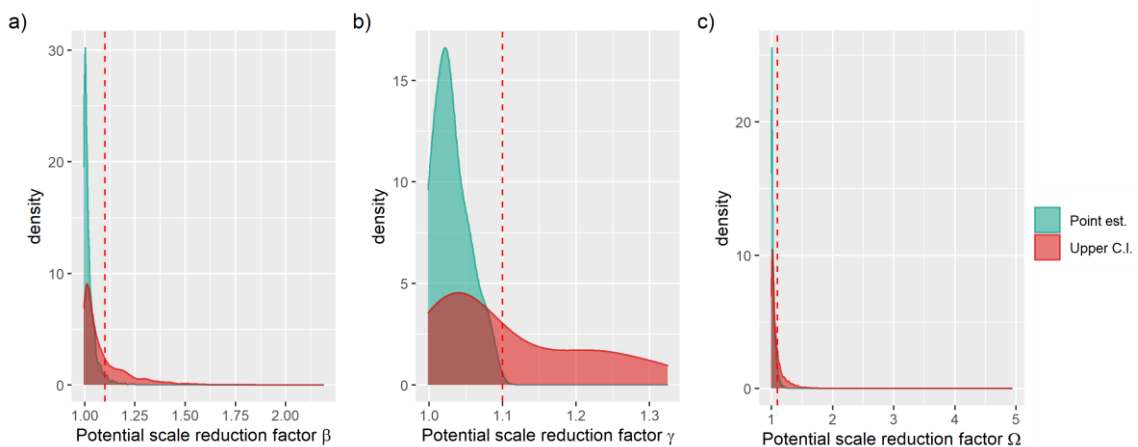 a)
30
20
10
0
density
1.00
1.25
1.50
1.75
2.00
Potential scale reduction factor β
b)
15
10
5
0
density
1.0
1.1
1.2
1.3
Potential scale reduction factor γ
c)
20
10
0
density
1
2
3
4
5
Potential scale reduction factor Ω
Point est.
Upper C.I.